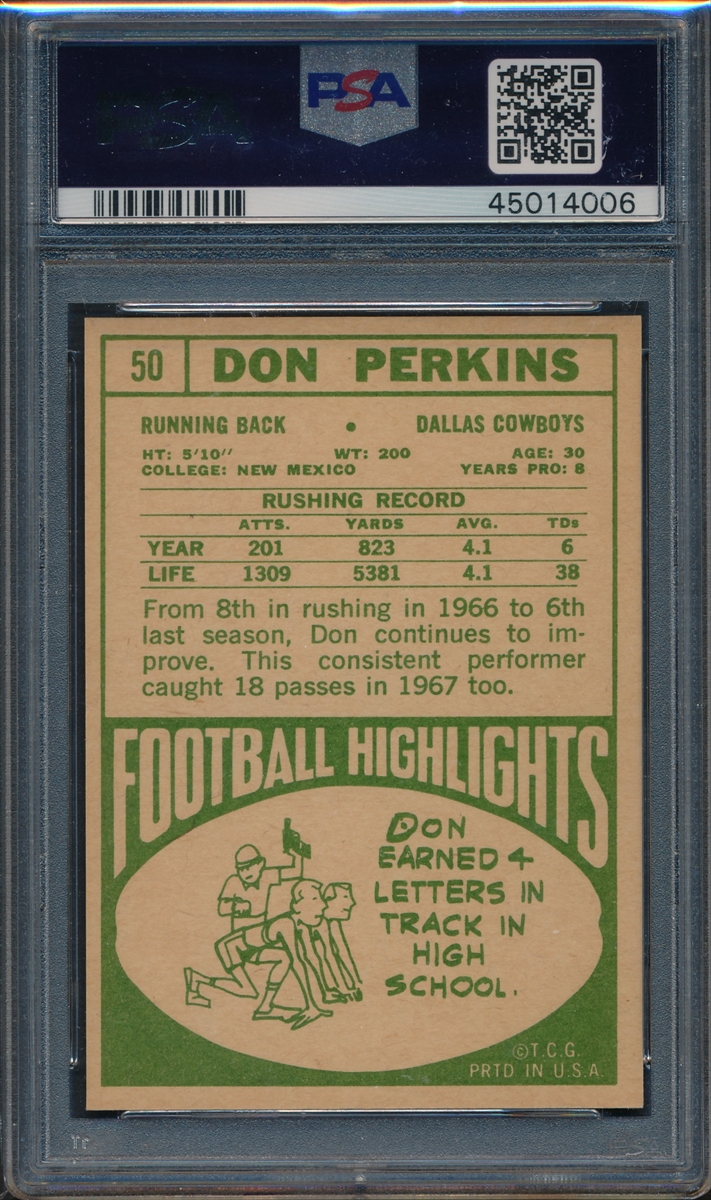 PSA
PSA
45014006
50 DON PERKINS
RUNNING BACK • DALLAS COWBOYS
HT: 5'10" WT: 200 AGE: 30
COLLEGE: NEW MEXICO YEARS PRO: 8
RUSHING RECORD
ATTS. YARDS AVG. TDs
YEAR 201 823 4.1 6
LIFE 1309 5381 4.1 38
From 8th in rushing in 1966 to 6th
last season, Don continues to im-
prove. This consistent performer
caught 18 passes in 1967 too.
FOOTBALL HIGHLIGHTS
DON
EARNED 4
LETTERS IN
TRACK IN
HIGH
SCHOOL.
©T.C.G.
PRTD IN U.S.A.